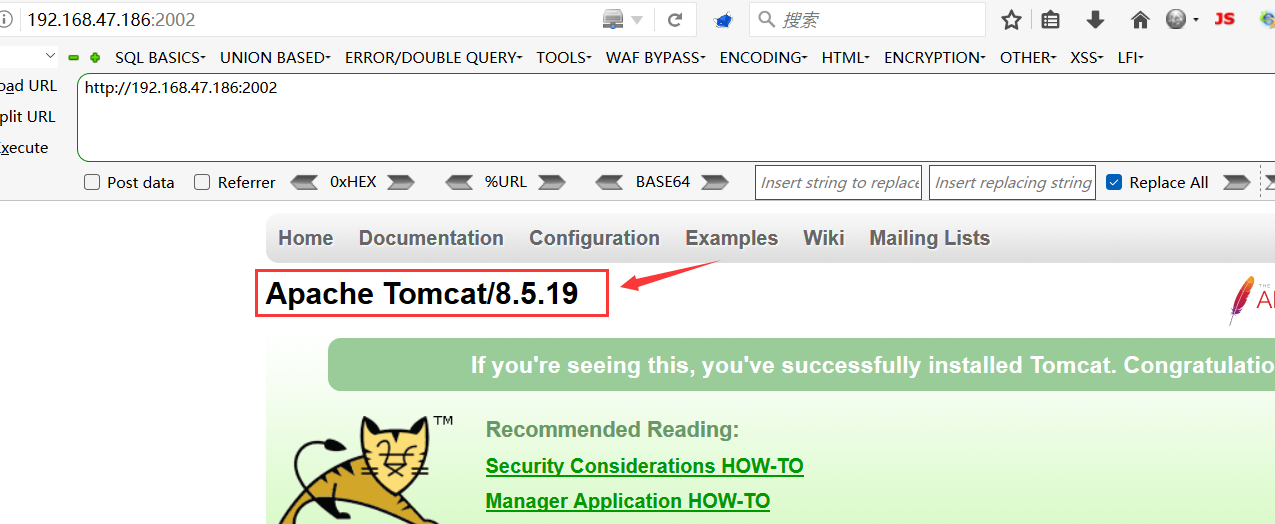 192.168.47.186:2002
搜索
JS
SQL BASICS UNION BASED ERROR/DOUBLE QUERY TOOLS WAF BYPASS ENCODING HTML ENCRYPTION OTHER XSS LFI
oad URL
http://192.168.47.186:2002
plit URL
xecute
Post data Referrer 0xHEX %URL BASE64 Insert string to replace Insert replacing string Replace All
Home Documentation Configuration Examples Wiki Mailing Lists
Apache Tomcat/8.5.19
If you're seeing this, you've successfully installed Tomcat. Congratulatio
TM
Recommended Reading:
Security Considerations HOW-TO
Manager Application HOW-TO